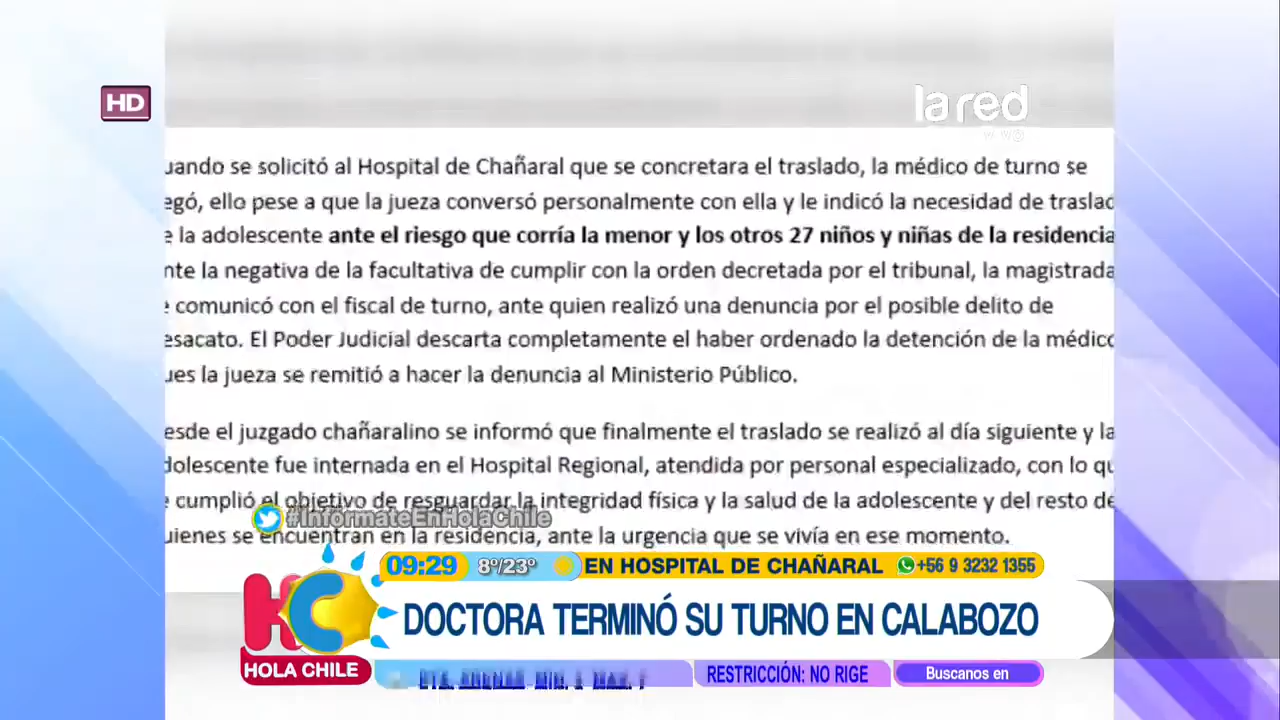 HD
la red
VIVO
uando se solicitó al Hospital de Chañaral que se concretara el traslado, la médico de turno se
egó, ello pese a que la jueza conversó personalmente con ella y le indicó la necesidad de traslad
e la adolescente ante el riesgo que corría la menor y los otros 27 niños y niñas de la residencia
nte la negativa de la facultativa de cumplir con la orden decretada por el tribunal, la magistrada
e comunicó con el fiscal de turno, ante quien realizó una denuncia por el posible delito de
esacato. El Poder Judicial descarta completamente el haber ordenado la detención de la médico
ues la jueza se remitió a hacer la denuncia al Ministerio Público.
esde el juzgado chañaralino se informó que finalmente el traslado se realizó al día siguiente y la
dolescente fue internada en el Hospital Regional, atendida por personal especializado, con lo qu
e cumplió el objetivo de resguardar la integridad física y la salud de la adolescente y del resto de
#InformateEnHolaChile
uienes se encuentran en la residencia, ante la urgencia que se vivía en ese momento.
09:29 8º/23º EN HOSPITAL DE CHAÑARAL +56 9 3232 1355
HC
DOCTORA TERMINÓ SU TURNO EN CALABOZO
HOLA CHILE
RESTRICCIÓN: NO RIGE
Buscanos en